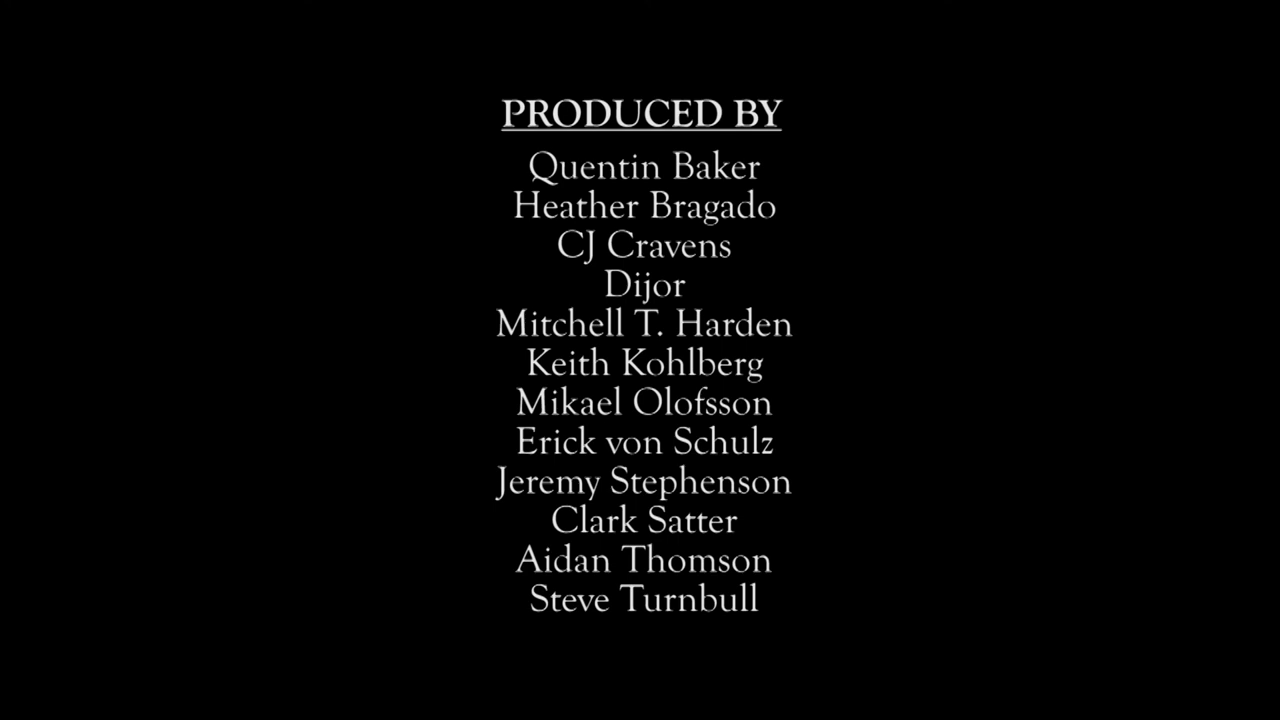 PRODUCED BY
Quentin Baker
Heather Bragado
CJ Cravens
Dijor
Mitchell T. Harden
Keith Kohlberg
Mikael Olofsson
Erick von Schulz
Jeremy Stephenson
Clark Satter
Aidan Thomson
Steve Turnbull